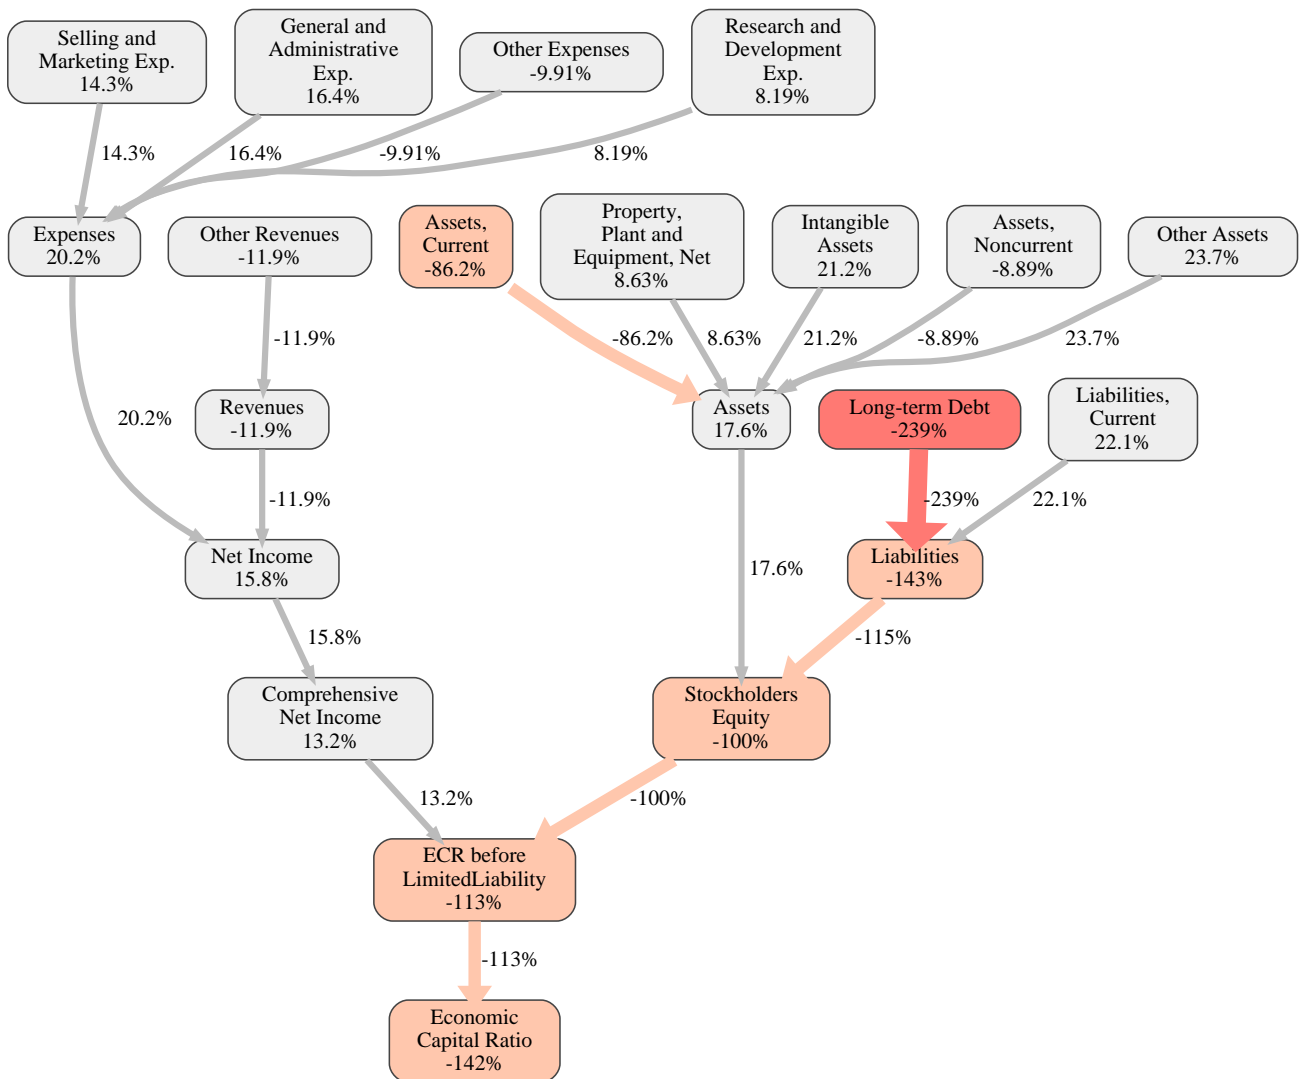 Selling and
Marketing Exp.
14.3%
General and
Administrative
Exp.
16.4%
Other Expenses
-9.91%
Research and
Development
Exp.
8.19%
14.3%
16.4%
-9.91%
8.19%
Expenses
20.2%
Other Revenues
-11.9%
Assets,
Current
-86.2%
Property,
Plant and
Equipment, Net
8.63%
Intangible
Assets
21.2%
Assets,
Noncurrent
-8.89%
Other Assets
23.7%
-11.9%
-86.2%
8.63%
21.2%
-8.89%
23.7%
20.2%
Revenues
-11.9%
Assets
17.6%
Long-term Debt
-239%
Liabilities,
Current
22.1%
-11.9%
-239%
22.1%
Net Income
15.8%
17.6%
Liabilities
-143%
15.8%
-115%
Comprehensive
Net Income
13.2%
Stockholders
Equity
-100%
13.2%
-100%
ECR before
LimitedLiability
-113%
-113%
Economic
Capital Ratio
-142%